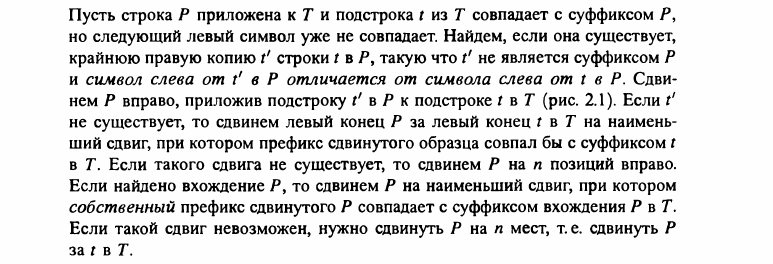 Пусть строка P приложена к T и подстрока t из T совпадает с суффиксом P,
но следующий левый символ уже не совпадает. Найдем, если она существует,
крайнюю правую копию t′ строки t в P, такую что t′ не является суффиксом P
и символ слева от t′ в P отличается от символа слева от t в P. Сдви-
нем P вправо, приложив подстроку t′ в P к подстроке t в T (рис. 2.1). Если t′
не существует, то сдвинем левый конец P за левый конец t в T на наимень-
ший сдвиг, при котором префикс сдвинутого образца совпал бы с суффиксом t
в T. Если такого сдвига не существует, то сдвинем P на n позиций вправо.
Если найдено вхождение P, то сдвинем P на наименьший сдвиг, при котором
собственный префикс сдвинутого P совпадает с суффиксом вхождения P в T.
Если такой сдвиг невозможен, нужно сдвинуть P на n мест, т. е. сдвинуть P
за t в T.